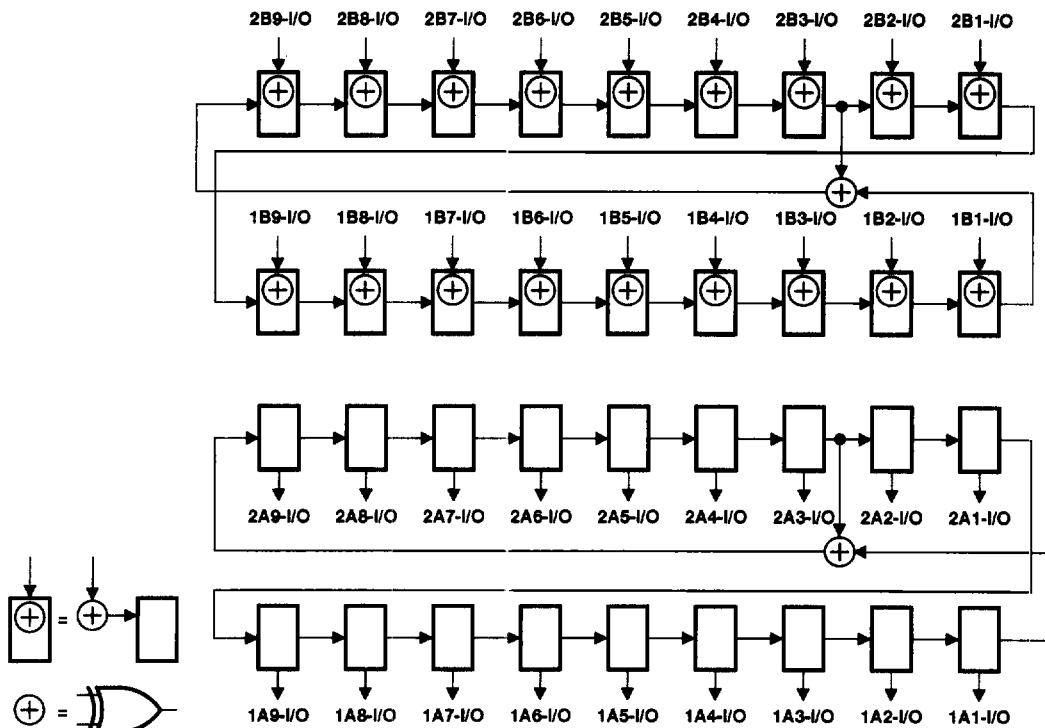 2B9-I/O 2B8-I/O 2B7-I/O 2B6-I/O 2B5-I/O 2B4-I/O 2B3-I/O 2B2-I/O 2B1-I/O
1B9-I/O 1B8-I/O 1B7-I/O 1B6-I/O 1B5-I/O 1B4-I/O 1B3-I/O 1B2-I/O 1B1-I/O
2A9-I/O 2A8-I/O 2A7-I/O 2A6-I/O 2A5-I/O 2A4-I/O 2A3-I/O 2A2-I/O 2A1-I/O
=
=
1A9-I/O 1A8-I/O 1A7-I/O 1A6-I/O 1A5-I/O 1A4-I/O 1A3-I/O 1A2-I/O 1A1-I/O